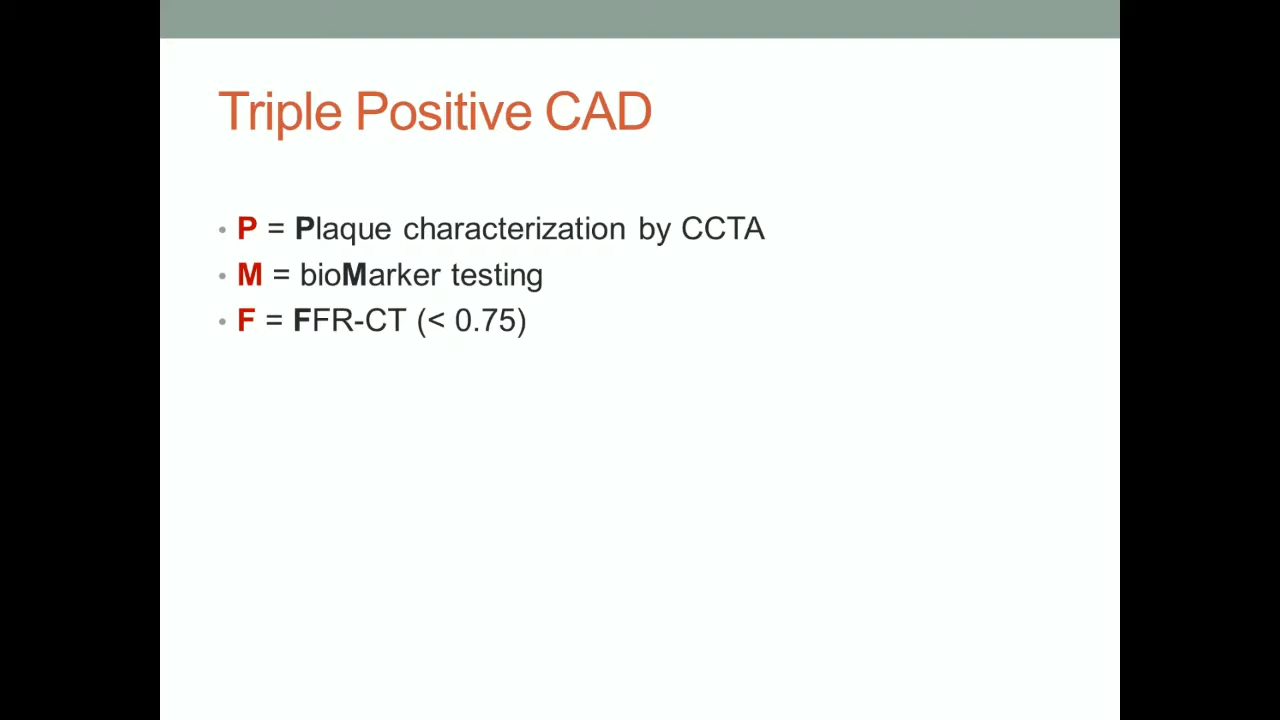 Triple Positive CAD
• P = Plaque characterization by CCTA
• M = bioMarker testing
• F = FFR-CT (< 0.75)